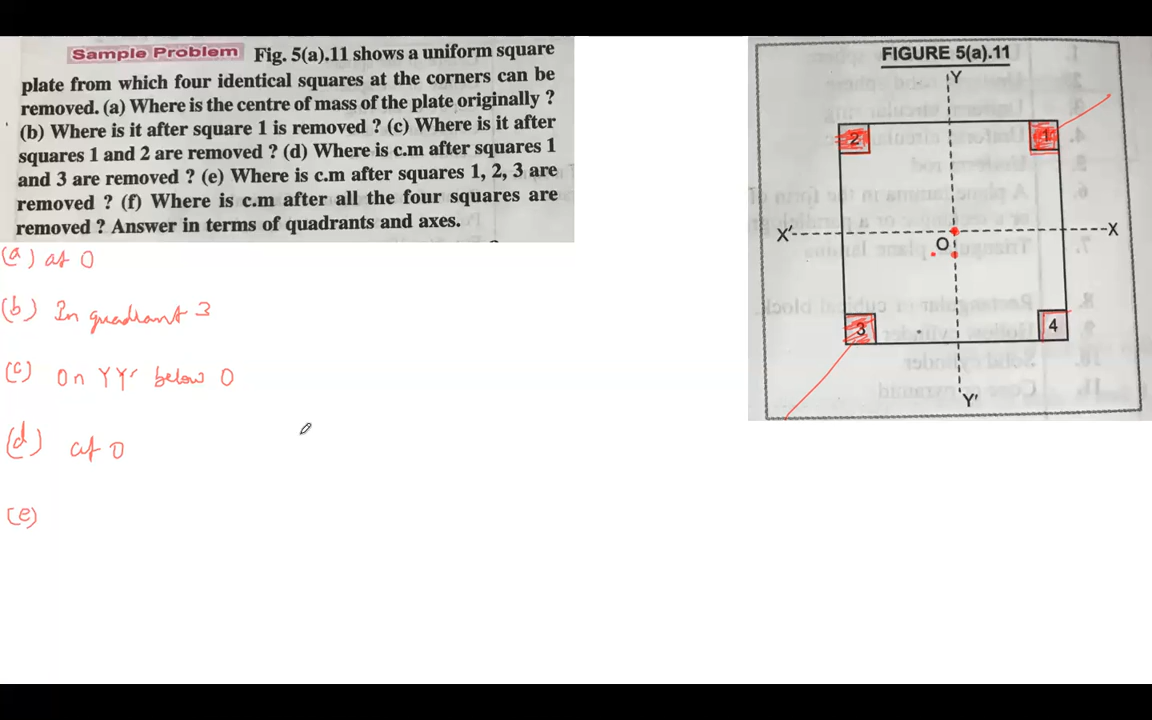 Sample Problem Fig. 5(a).11 shows a uniform square
plate from which four identical squares at the corners can be
removed. (a) Where is the centre of mass of the plate originally ?
(b) Where is it after square 1 is removed ? (c) Where is it after
squares 1 and 2 are removed ? (d) Where is c.m after squares 1
and 3 are removed ? (e) Where is c.m after squares 1, 2, 3 are
removed ? (f) Where is c.m after all the four squares are
removed ? Answer in terms of quadrants and axes.
(a) at O
(b) In quadrant 3
(c) On YY' below O
(d) at O
(e)
FIGURE 5(a).11
Y
2
1
X'
O
X
3
4
Y'